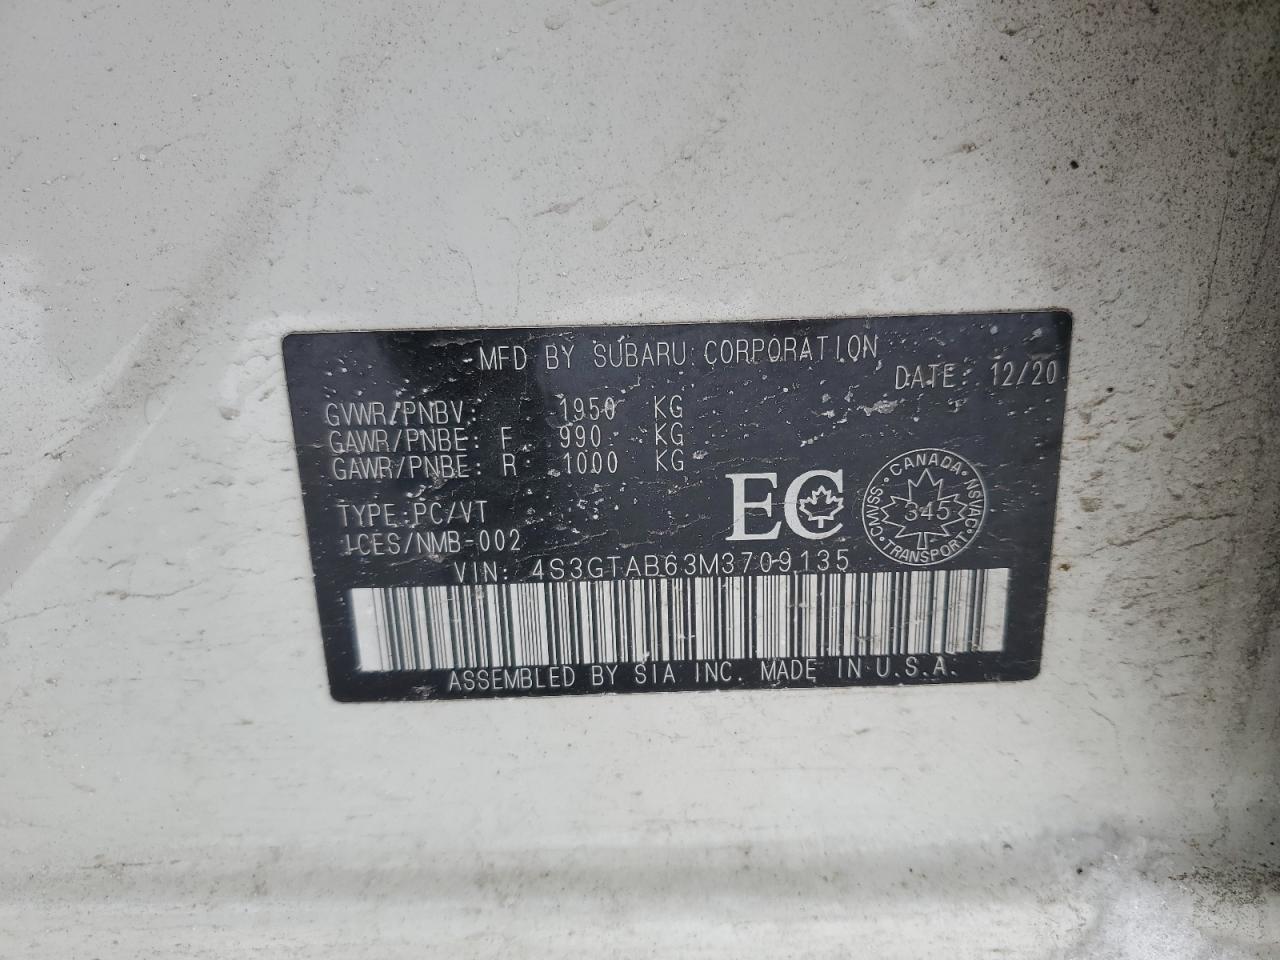 MFD BY SUBARU CORPORATION
DATE: 12/20
GVWR/PNBV: 1950 KG
GAWR/PNBE: F 990 KG
GAWR/PNBE: R 1000 KG
EC
CANADA
CMVSS NSVAC
345
TRANSPORT
TYPE:PC/VT
ICES/NMB-002
VIN: 4S3GTAB63M3709135
ASSEMBLED BY SIA INC. MADE IN U.S.A.